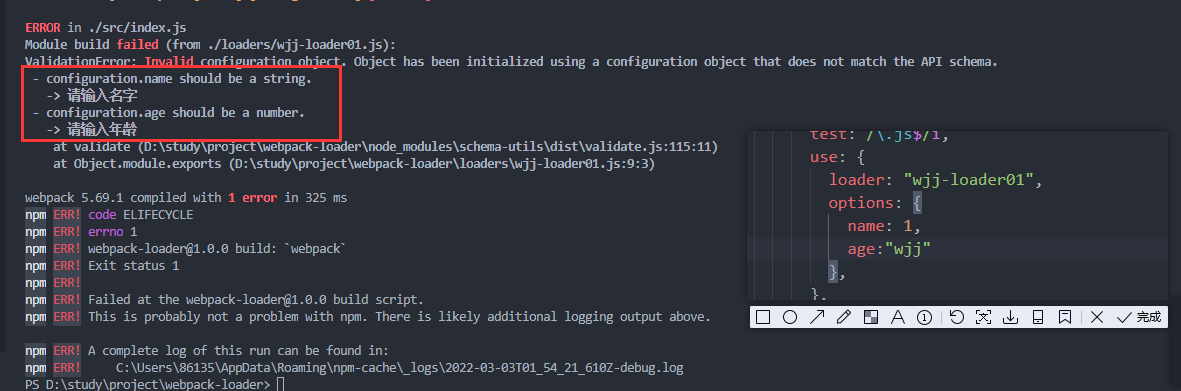 ERROR in ./src/index.js
Module build failed (from ./loaders/wjj-loader01.js):
ValidationError: Invalid configuration object. Object has been initialized using a configuration object that does not match the API schema.
- configuration.name should be a string.
-> 请输入名字
- configuration.age should be a number.
-> 请输入年龄
at validate (D:\study\project\webpack-loader\node_modules\schema-utils\dist\validate.js:115:11)
at Object.module.exports (D:\study\project\webpack-loader\loaders\wjj-loader01.js:9:3)
webpack 5.69.1 compiled with 1 error in 325 ms
npm ERR! code ELIFECYCLE
npm ERR! errno 1
npm ERR! webpack-loader@1.0.0 build: `webpack`
npm ERR! Exit status 1
npm ERR!
npm ERR! Failed at the webpack-loader@1.0.0 build script.
npm ERR! This is probably not a problem with npm. There is likely additional logging output above.
npm ERR! A complete log of this run can be found in:
npm ERR! C:\Users\86135\AppData\Roaming\npm-cache\_logs\2022-03-03T01_54_21_610Z-debug.log
PS D:\study\project\webpack-loader>
test: /\.js$/i,
use: {
loader: "wjj-loader01",
options: {
name: 1,
age:"wjj"
},
},
A ① 完成